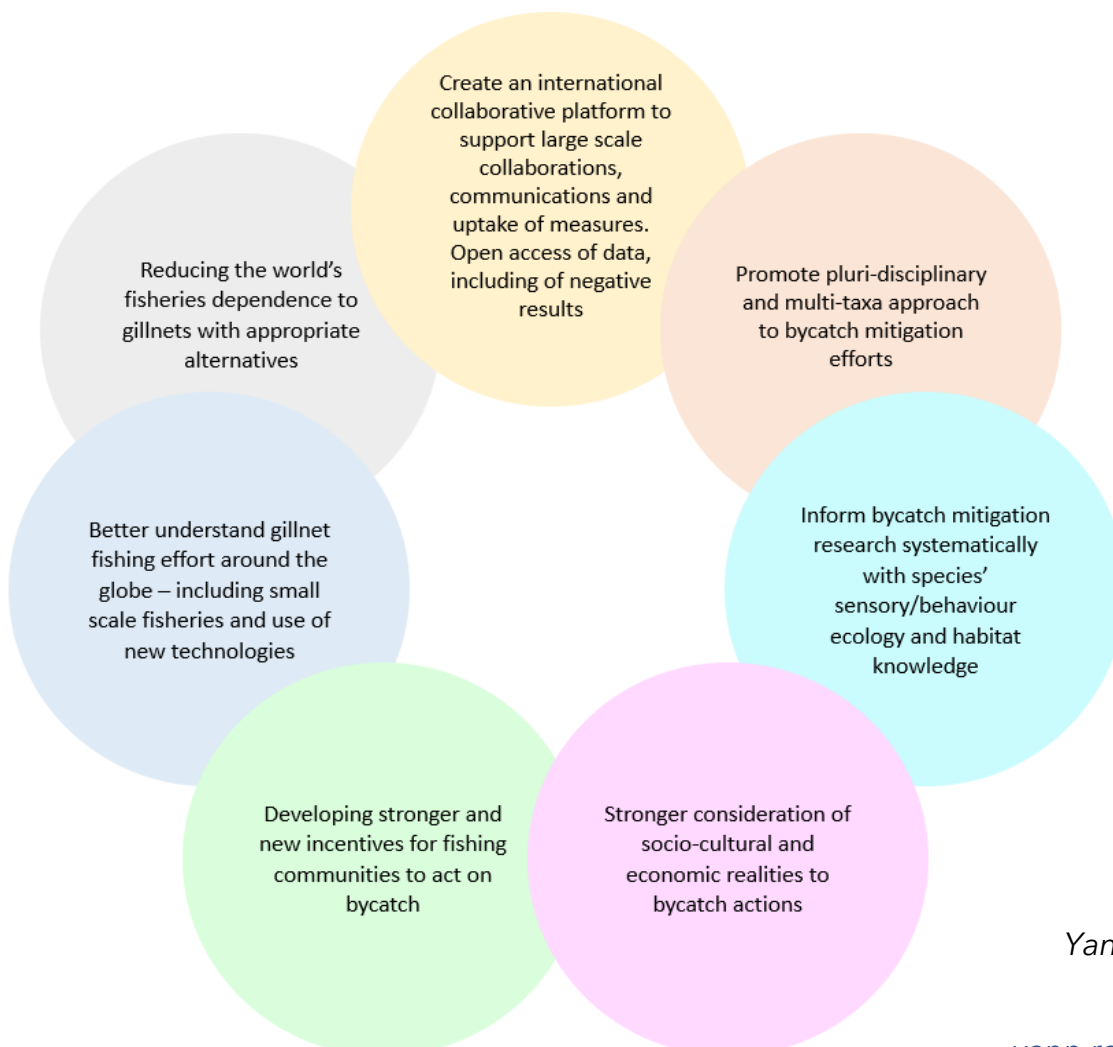 Create an international
collaborative platform to
support large scale
collaborations,
communications and
uptake of measures.
Open access of data,
including of negative
results
Promote pluri-disciplinary
and multi-taxa approach
to bycatch mitigation
efforts
Inform bycatch mitigation
research systematically
with species’
sensory/behaviour
ecology and habitat
knowledge
Stronger consideration of
socio-cultural and
economic realities to
bycatch actions
Developing stronger and
new incentives for fishing
communities to act on
bycatch
Better understand gillnet
fishing effort around the
globe – including small
scale fisheries and use of
new technologies
Reducing the world’s
fisheries dependence to
gillnets with appropriate
alternatives
Yan